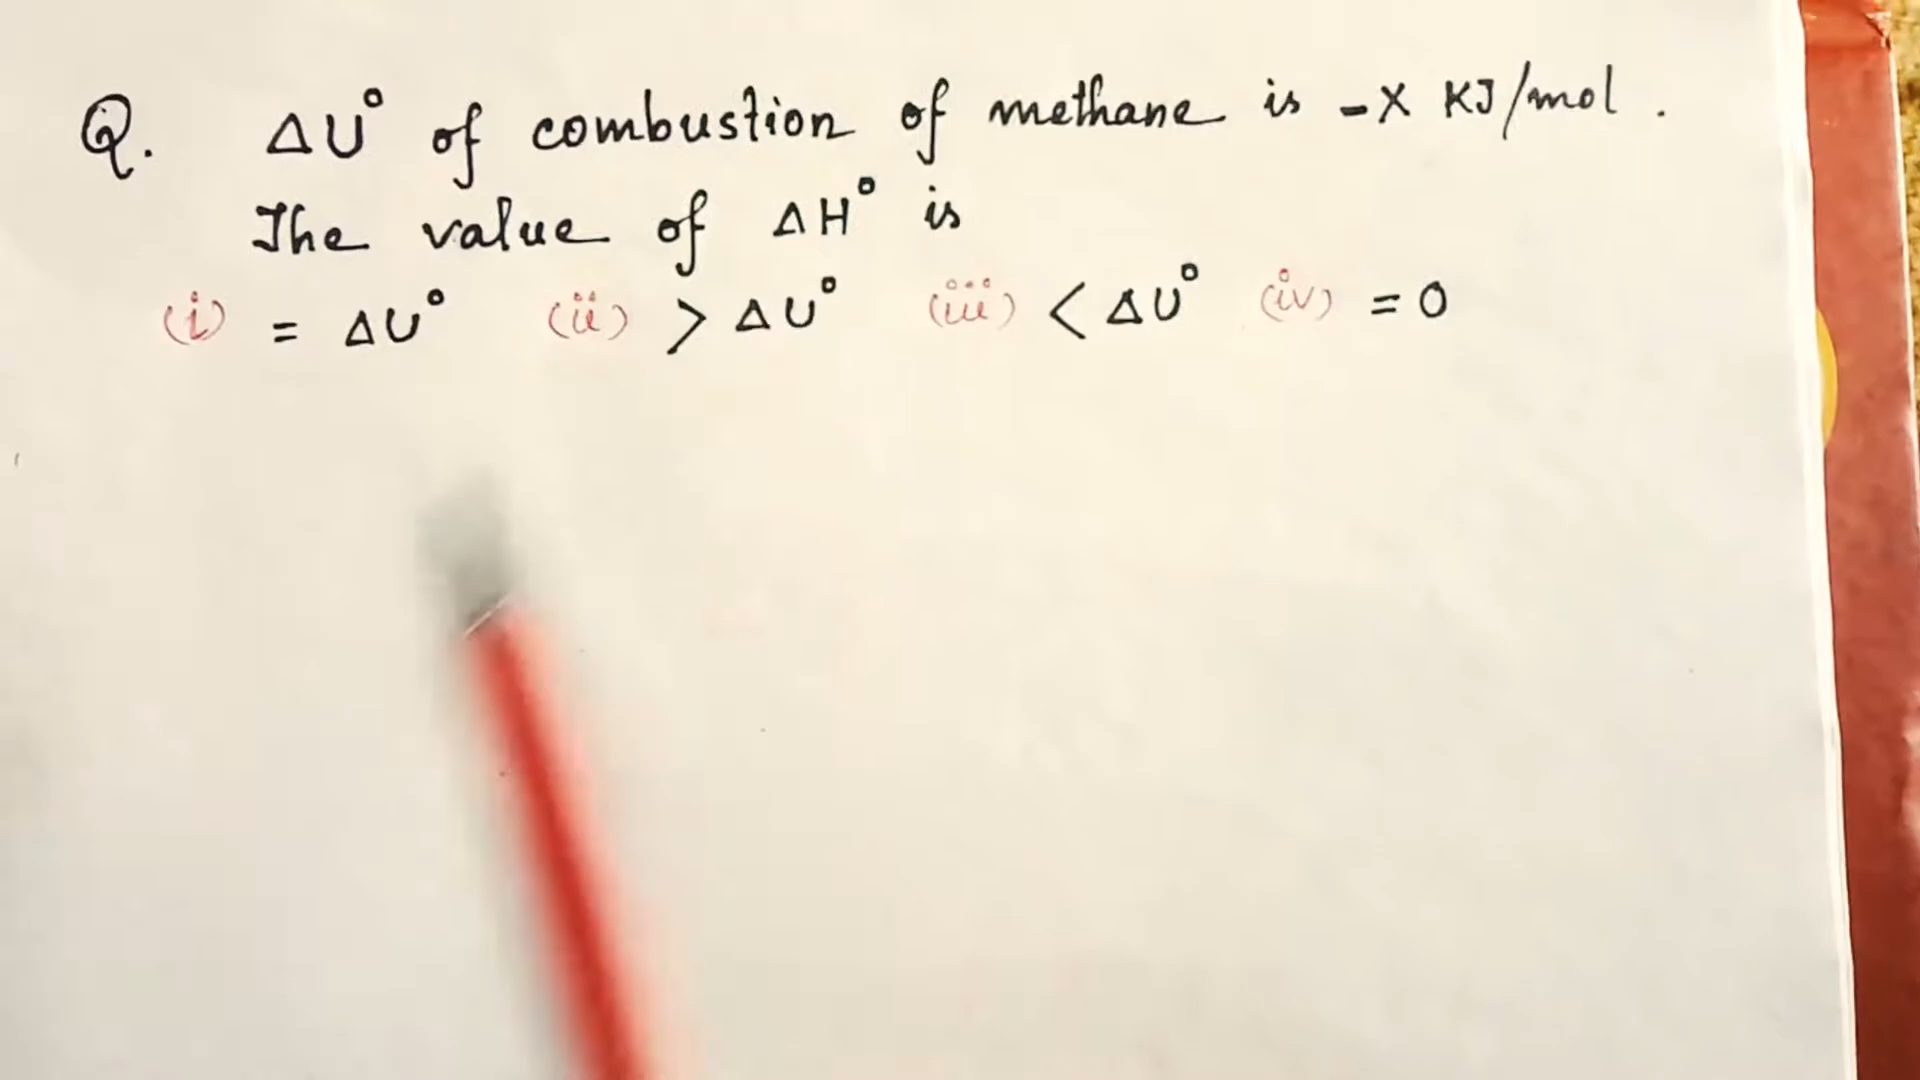 Q. ΔU° of combustion of methane is -X KJ/mol.
The value of ΔH° is
(i) = ΔU° (ii) > ΔU° (iii) < ΔU° (iv) = 0